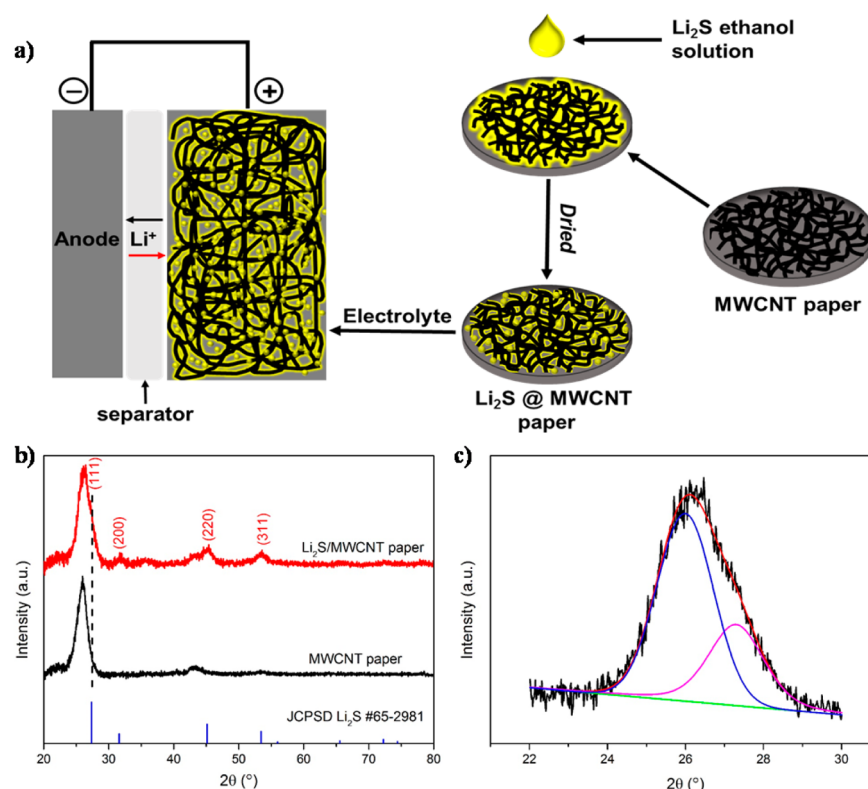 a)
Li₂S ethanol
solution
⊖
⊕
Anode
Li⁺
separator
Electrolyte
Dried
MWCNT paper
Li₂S @ MWCNT
paper
b)
(111)
(200)
(220)
(311)
Li₂S/MWCNT paper
MWCNT paper
JCPSD Li₂S #65-2981
Intensity (a.u.)
20 30 40 50 60 70 80
2θ (°)
c)
Intensity (a.u.)
22 24 26 28 30
2θ (°)